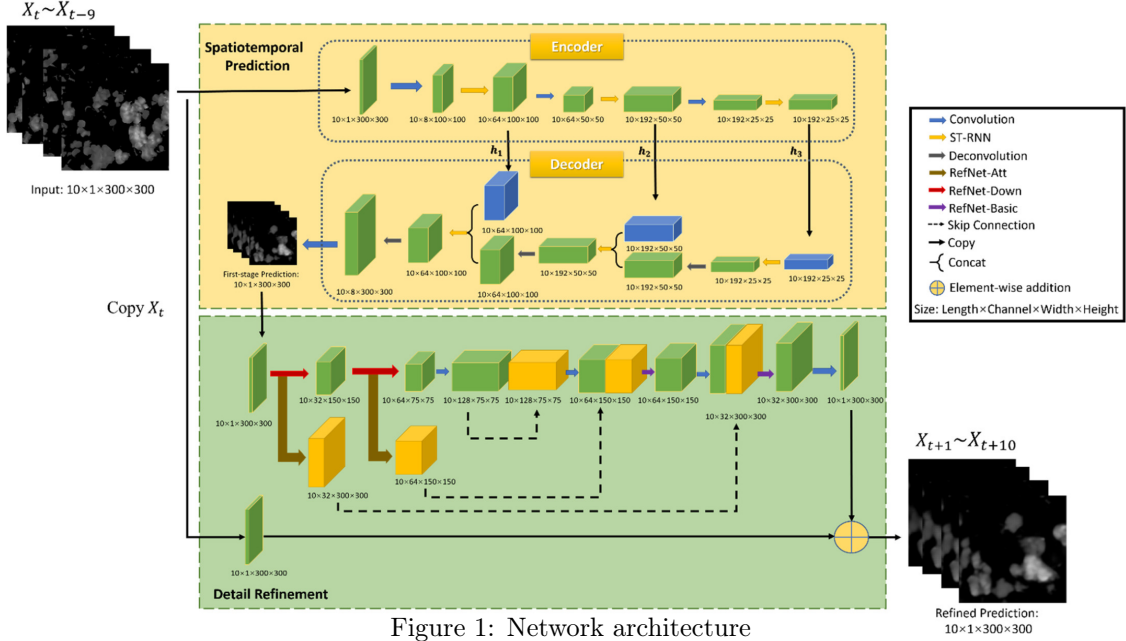 X_t~X_{t−9}
Input: 10×1×300×300
Spatiotemporal
Prediction
Encoder
10×1×300×300
10×8×100×100
10×64×100×100
10×64×50×50
10×192×50×50
10×192×25×25
10×192×25×25
h_1
h_2
h_3
Decoder
10×64×100×100
10×192×50×50
10×8×300×300
10×64×100×100
10×64×100×100
10×192×50×50
10×192×50×50
10×192×25×25
10×192×25×25
First-stage Prediction:
10×1×300×300
Copy X_t
Convolution
ST-RNN
Deconvolution
RefNet-Att
RefNet-Down
RefNet-Basic
Skip Connection
Copy
Concat
Element-wise addition
Size: Length×Channel×Width×Height
10×1×300×300
10×32×150×150
10×64×75×75
10×128×75×75
10×128×75×75
10×64×150×150
10×64×150×150
10×32×300×300
10×32×300×300
10×1×300×300
10×32×300×300
10×64×150×150
10×1×300×300
Detail Refinement
X_{t+1}~X_{t+10}
Refined Prediction:
10×1×300×300
Figure 1: Network architecture